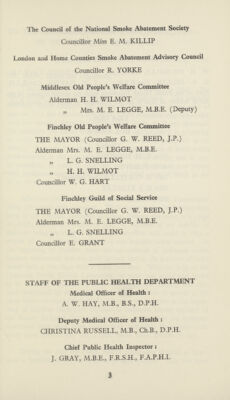 The Council of the National Smoke Abatement Society
Councillor Miss E. M. KILLIP
London and Home Counties Smoke Abatement Advisory Council
Councillor R. YORKE
Middlesex Old People's Welfare Committee
Alderman H. H. WILMOT
„ Mrs. M. E. LEGGE, M.B.E. (Deputy)
Finchley Old People's Welfare Committee
THE MAYOR (Councillor G. W. REED, J.P.)
Alderman Mrs. M. E. LEGGE, M.B.E.
„ L. G. SNELLING
„ H. H. WILMOT
Councillor W. G. HART
Finchley Guild of Social Service
THE MAYOR (Councillor G. W. REED, J.P.)
Alderman Mrs. M. E. LEGGE, M.B.E.
„ L. G. SNELLING
Councillor E. GRANT
STAFF OF THE PUBLIC HEALTH DEPARTMENT
Medical Officer of Health :
A. W. HAY, M.B., B.S., D.P.H.
Deputy Medical Officer of Health :
CHRISTINA RUSSELL, M.B., Ch.B., D.P.H.
Chief Public Health Inspector :
J. GRAY, M.B.E., F.R.S.H., F.A.P.H.I.
3